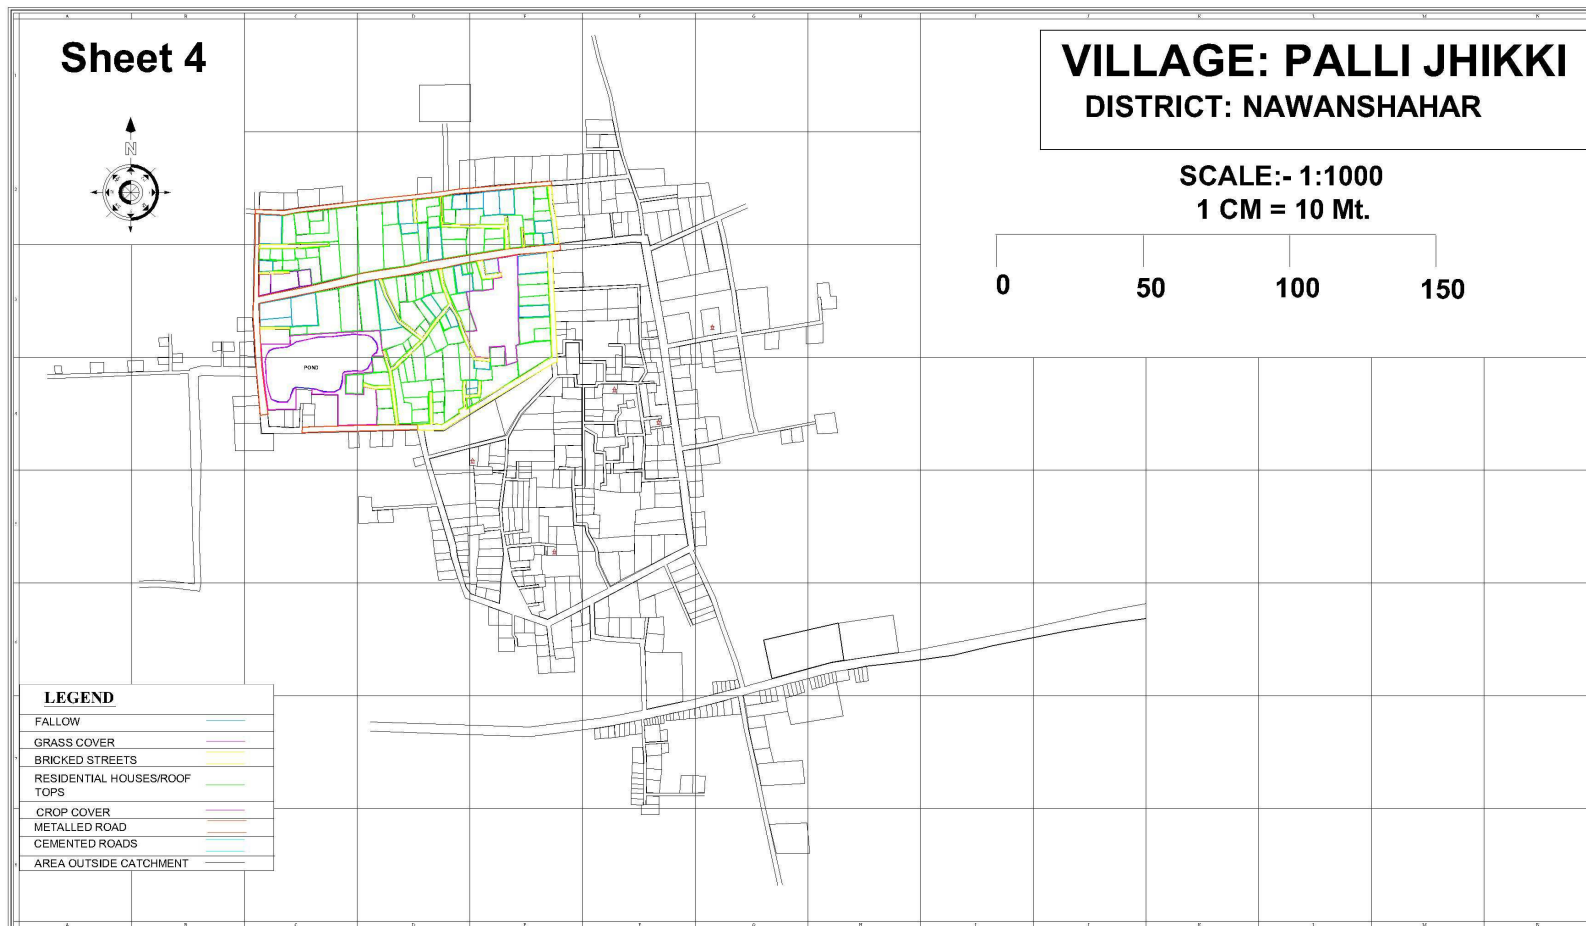 Sheet 4
VILLAGE: PALLI JHIKKI
DISTRICT: NAWANSHAHAR
SCALE:- 1:1000
1 CM = 10 Mt.
0 50 100 150
N
POND
LEGEND
FALLOW
GRASS COVER
BRICKED STREETS
RESIDENTIAL HOUSES/ROOF
TOPS
CROP COVER
METALLED ROAD
CEMENTED ROADS
AREA OUTSIDE CATCHMENT